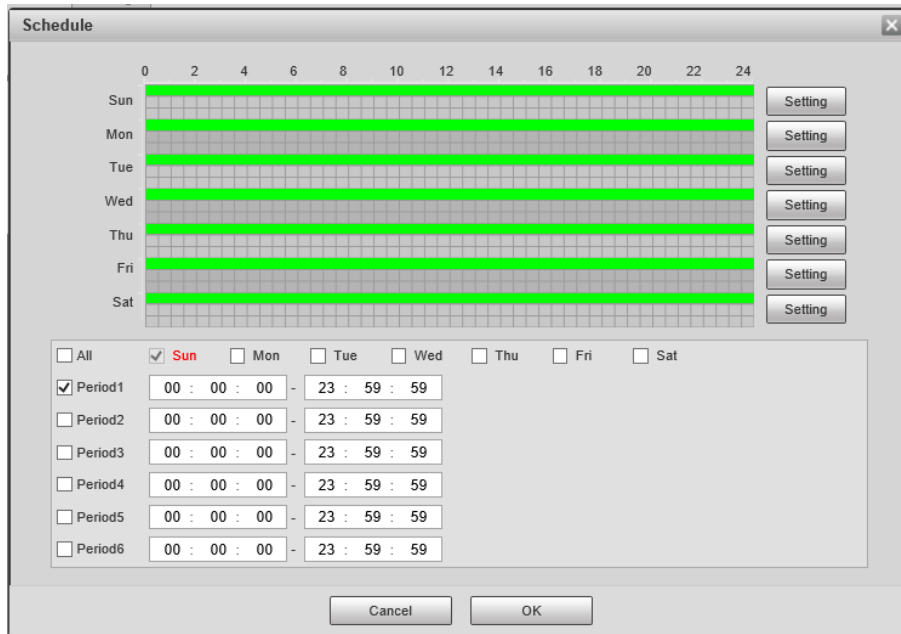 Schedule
0 2 4 6 8 10 12 14 16 18 20 22 24
Sun Setting
Mon Setting
Tue Setting
Wed Setting
Thu Setting
Fri Setting
Sat Setting
All Sun Mon Tue Wed Thu Fri Sat
Period1 00 : 00 : 00 - 23 : 59 : 59
Period2 00 : 00 : 00 - 23 : 59 : 59
Period3 00 : 00 : 00 - 23 : 59 : 59
Period4 00 : 00 : 00 - 23 : 59 : 59
Period5 00 : 00 : 00 - 23 : 59 : 59
Period6 00 : 00 : 00 - 23 : 59 : 59
Cancel OK